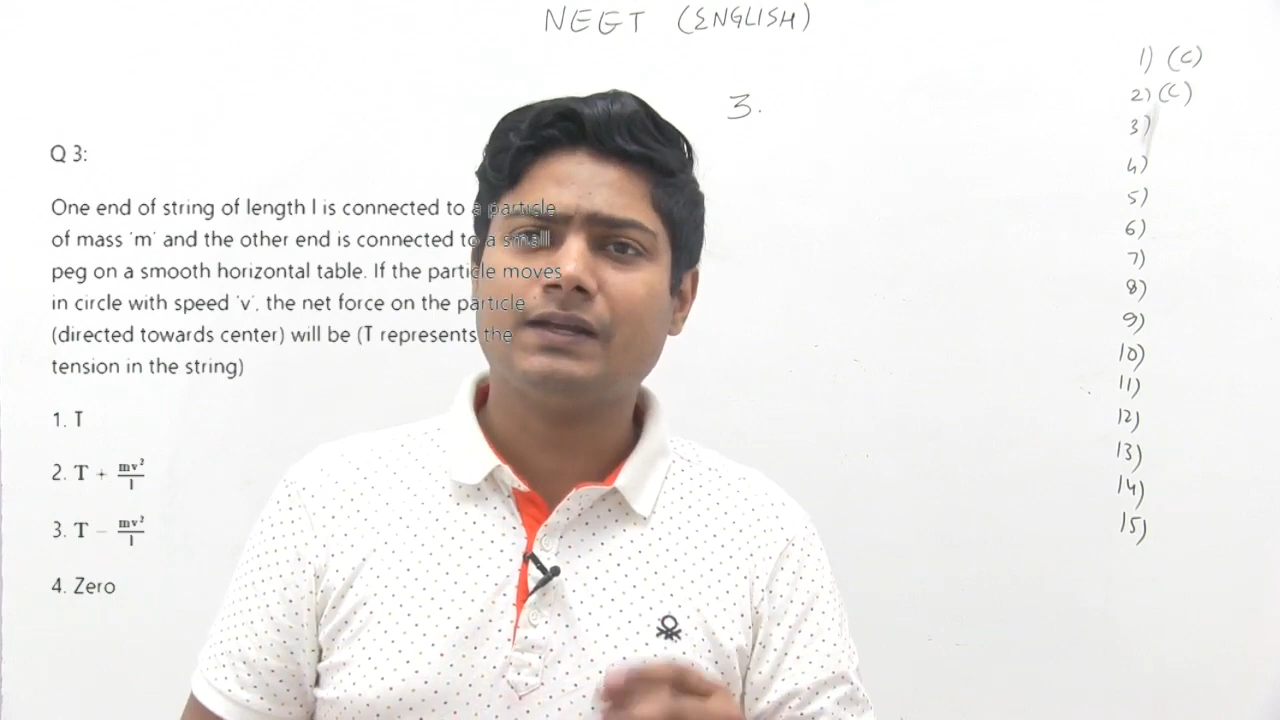 NEET (ENGLISH)
3.
Q 3:
One end of string of length l is connected to a particle
of mass 'm' and the other end is connected to a small
peg on a smooth horizontal table. If the particle moves
in circle with speed 'v', the net force on the particle
(directed towards center) will be (T represents the
tension in the string)
1. T
2. T + mv²/l
3. T − mv²/l
4. Zero
1) (C)
2) (C)
3)
4)
5)
6)
7)
8)
9)
10)
11)
12)
13)
14)
15)